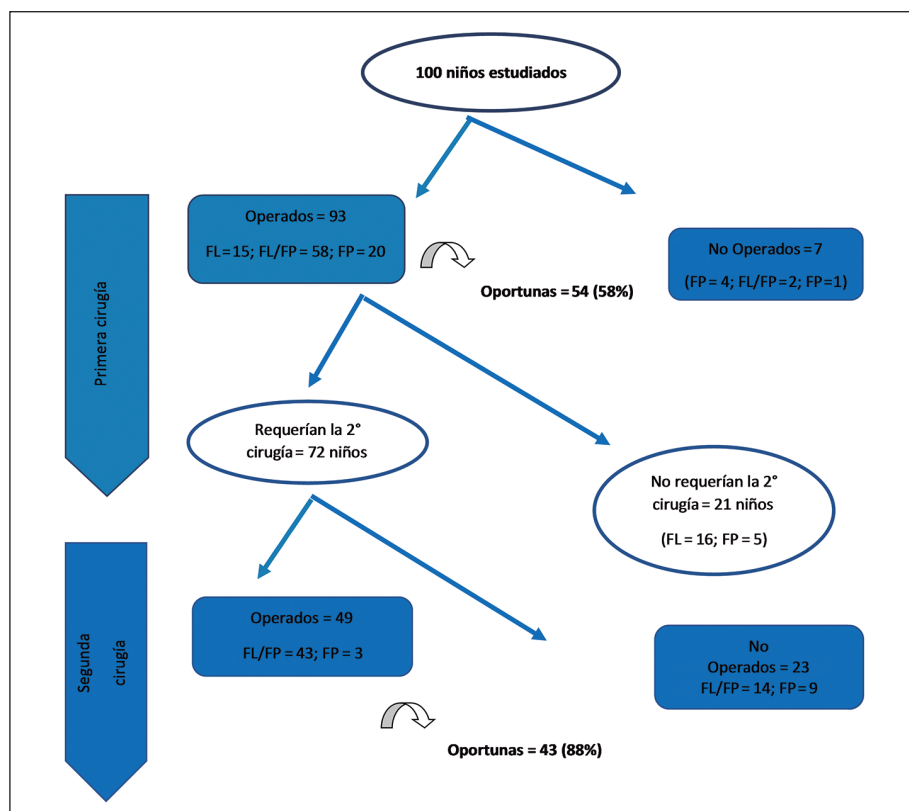 100 niños estudiados
Operados = 93
FL = 15; FL/FP = 58; FP = 20
No Operados = 7
(FP = 4; FL/FP=2; FP=1)
Oportunas = 54 (58%)
Primera cirugía
Requerían la 2°
cirugía = 72 niños
No requerían la 2°
cirugía = 21 niños
(FL = 16; FP = 5)
Segunda
cirugía
Operados = 49
FL/FP = 43; FP = 3
No
Operados = 23
FL/FP = 14; FP = 9
Oportunas = 43 (88%)